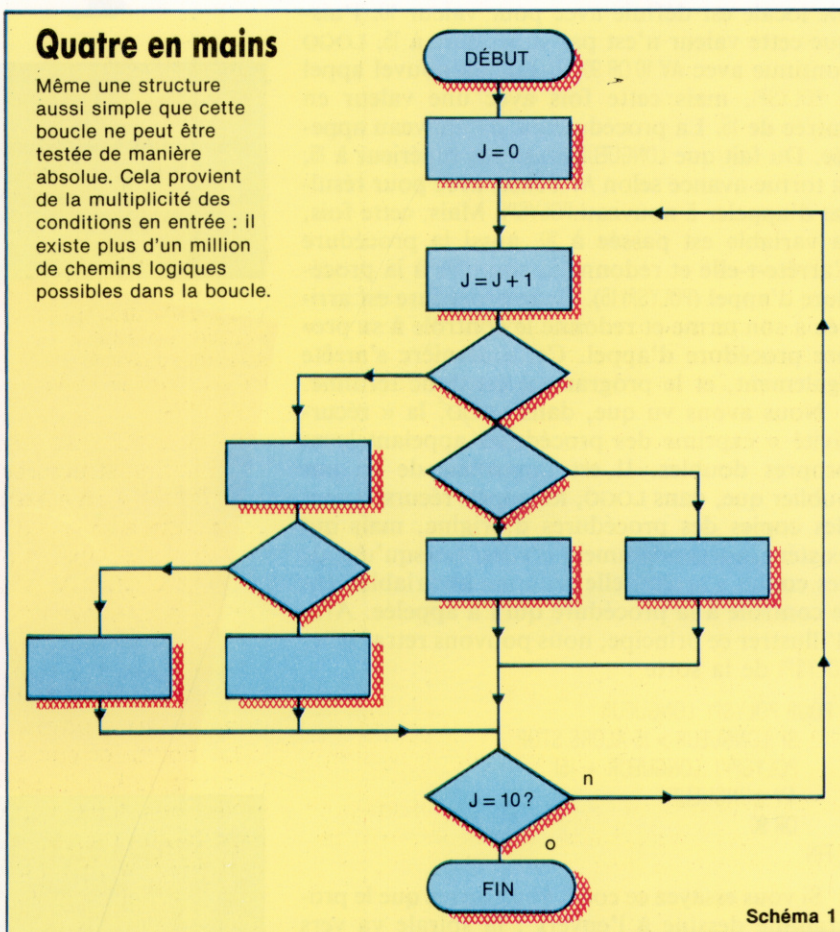 Quatre en mains
Même une structure
aussi simple que cette
boucle ne peut être
testée de manière
absolue. Cela provient
de la multiplicité des
conditions en entrée : il
existe plus d'un million
de chemins logiques
possibles dans la boucle.
DÉBUT
J = 0
J = J + 1
J = 10 ?
n
o
FIN
Schéma 1